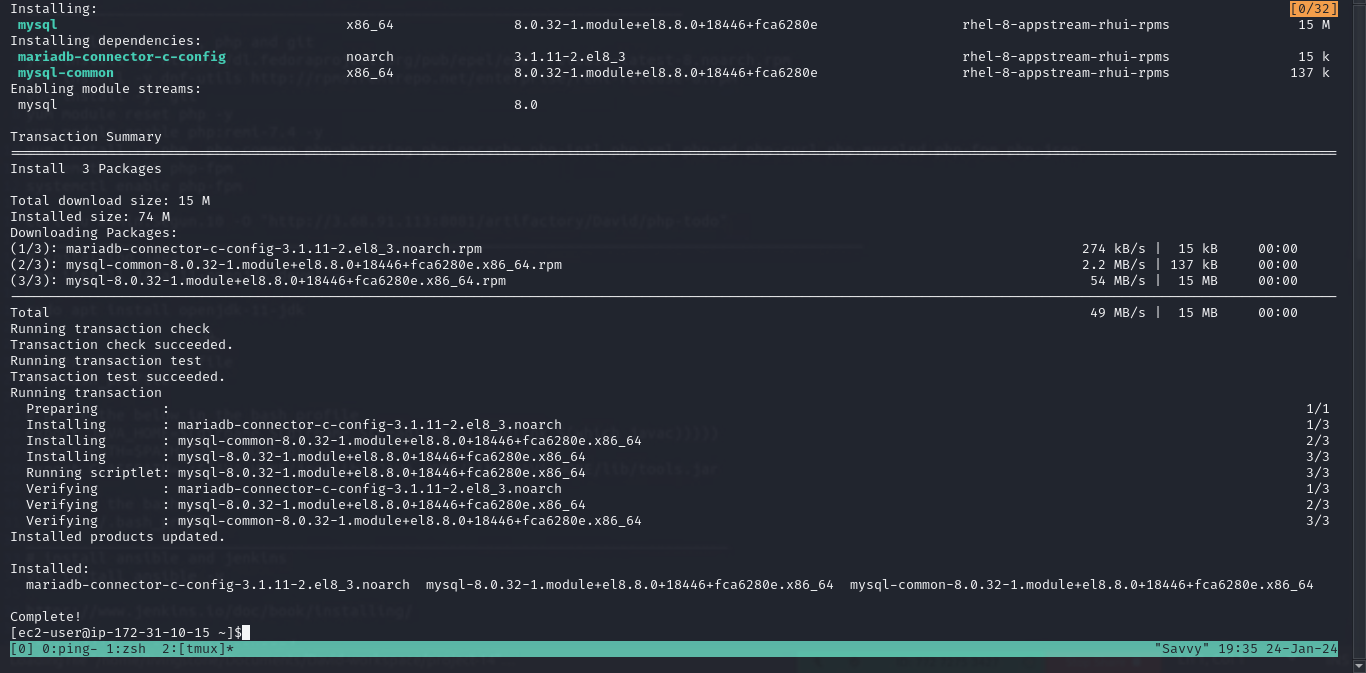 Installing: [0/32]
 mysql x86_64 8.0.32-1.module+el8.8.0+18446+fca6280e rhel-8-appstream-rhui-rpms 15 M
Installing dependencies:
 mariadb-connector-c-config noarch 3.1.11-2.el8_3 rhel-8-appstream-rhui-rpms 15 k
 mysql-common x86_64 8.0.32-1.module+el8.8.0+18446+fca6280e rhel-8-appstream-rhui-rpms 137 k
Enabling module streams:
 mysql 8.0
Transaction Summary
Install  3 Packages
Total download size: 15 M
Installed size: 74 M
Downloading Packages:
(1/3): mariadb-connector-c-config-3.1.11-2.el8_3.noarch.rpm 274 kB/s |  15 kB 00:00
(2/3): mysql-common-8.0.32-1.module+el8.8.0+18446+fca6280e.x86_64.rpm 2.2 MB/s | 137 kB 00:00
(3/3): mysql-8.0.32-1.module+el8.8.0+18446+fca6280e.x86_64.rpm 54 MB/s |  15 MB 00:00
Total 49 MB/s |  15 MB 00:00
Running transaction check
Transaction check succeeded.
Running transaction test
Transaction test succeeded.
Running transaction
  Preparing        : 1/1
  Installing       : mariadb-connector-c-config-3.1.11-2.el8_3.noarch 1/3
  Installing       : mysql-common-8.0.32-1.module+el8.8.0+18446+fca6280e.x86_64 2/3
  Installing       : mysql-8.0.32-1.module+el8.8.0+18446+fca6280e.x86_64 3/3
  Running scriptlet: mysql-8.0.32-1.module+el8.8.0+18446+fca6280e.x86_64 3/3
  Verifying        : mariadb-connector-c-config-3.1.11-2.el8_3.noarch 1/3
  Verifying        : mysql-8.0.32-1.module+el8.8.0+18446+fca6280e.x86_64 2/3
  Verifying        : mysql-common-8.0.32-1.module+el8.8.0+18446+fca6280e.x86_64 3/3
Installed products updated.
Installed:
  mariadb-connector-c-config-3.1.11-2.el8_3.noarch  mysql-8.0.32-1.module+el8.8.0+18446+fca6280e.x86_64  mysql-common-8.0.32-1.module+el8.8.0+18446+fca6280e.x86_64
Complete!
[ec2-user@ip-172-31-10-15 ~]$
[0] 0:ping- 1:zsh  2:[tmux]* "Savvy" 19:35 24-Jan-24